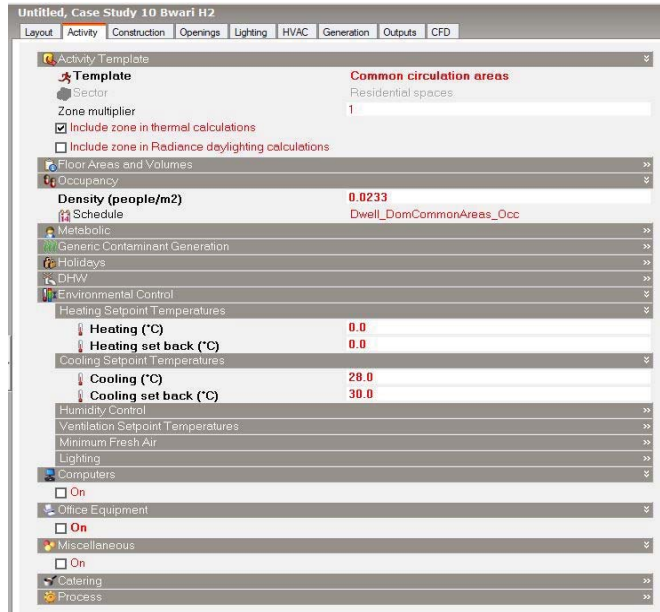 Untitled, Case Study 10 Bwari H2
Layout Activity Construction Openings Lighting HVAC Generation Outputs CFD
Activity Template
Template Common circulation areas
Sector Residential spaces
Zone multiplier 1
Include zone in thermal calculations
Include zone in Radiance daylighting calculations
Floor Areas and Volumes
Occupancy
Density (people/m2) 0.0233
Schedule Dwell_DomCommonAreas_Occ
Metabolic
Generic Contaminant Generation
Holidays
DHW
Environmental Control
Heating Setpoint Temperatures
Heating (°C) 0.0
Heating set back (°C) 0.0
Cooling Setpoint Temperatures
Cooling (°C) 28.0
Cooling set back (°C) 30.0
Humidity Control
Ventilation Setpoint Temperatures
Minimum Fresh Air
Lighting
Computers
On
Office Equipment
On
Miscellaneous
On
Catering
Process